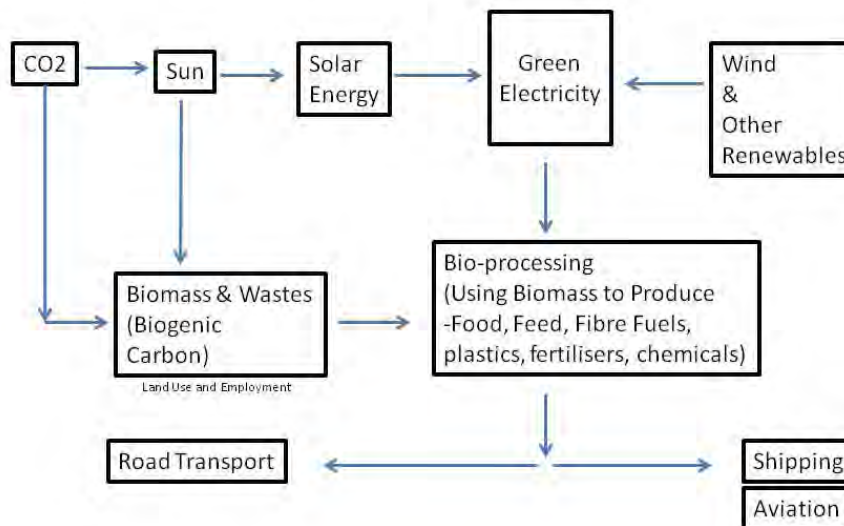 CO2
Sun
Solar
Energy
Green
Electricity
Wind
&
Other
Renewables
Biomass & Wastes
(Biogenic
Carbon)
Land Use and Employment
Bio-processing
(Using Biomass to Produce
-Food, Feed, Fibre Fuels,
plastics, fertilisers, chemicals)
Road Transport
Shipping
Aviation